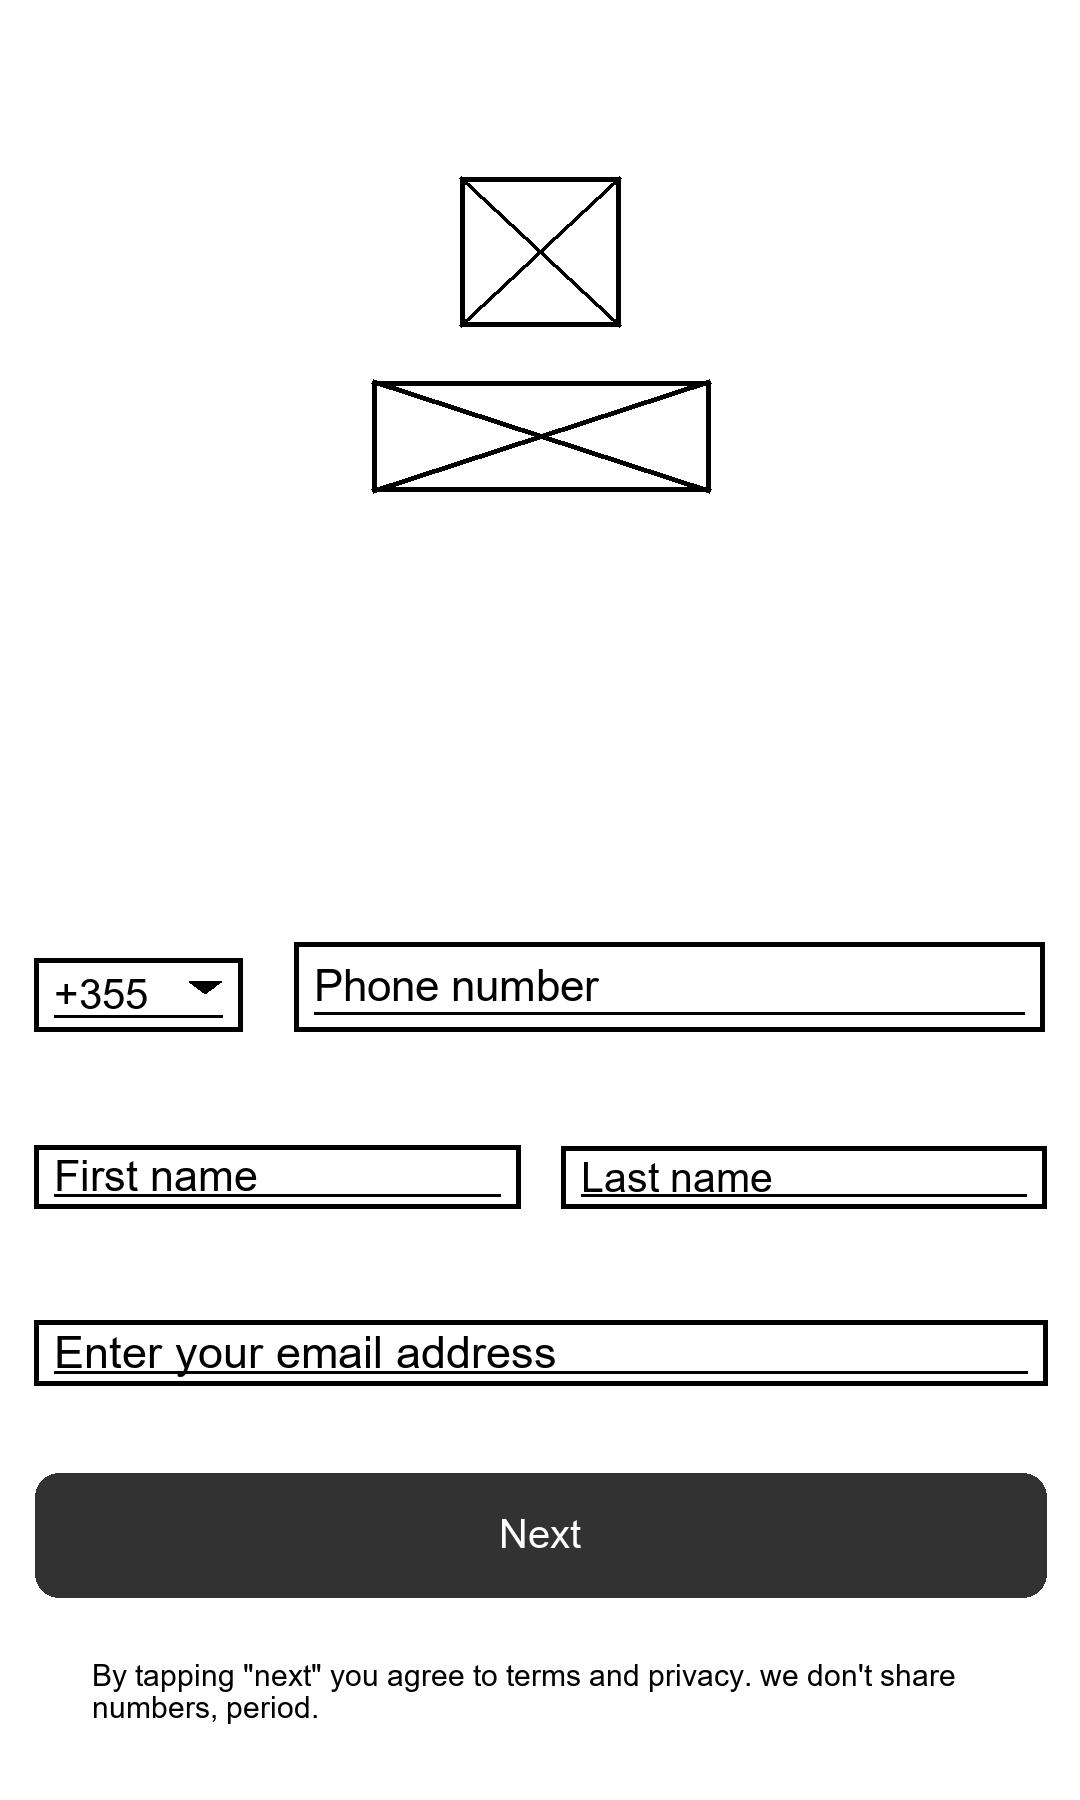 +355
Phone number
First name
Last name
Enter your email address
Next
By tapping "next" you agree to terms and privacy. we don't share
numbers, period.